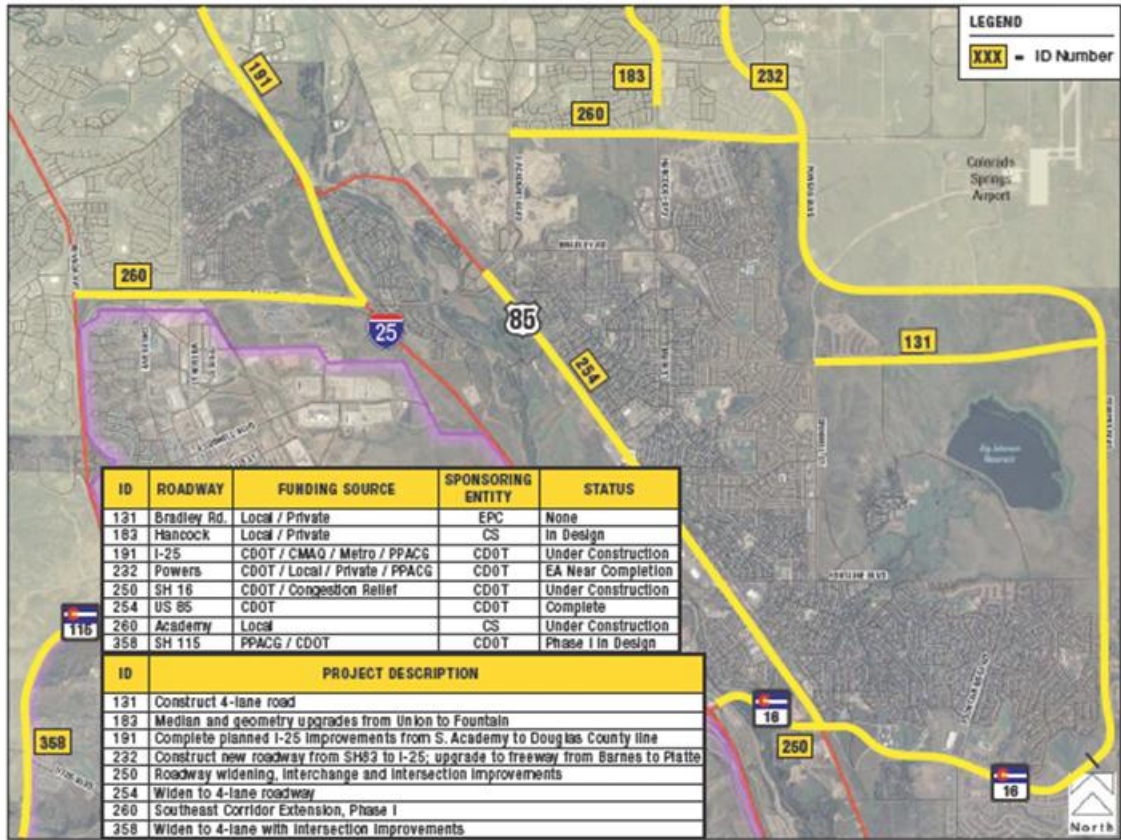 LEGEND
XXX = ID Number
191
183
232
260
Colorado
Springs
Airport
BRADLEY RD
260
25
85
254
131
Big Johnson
Reservoir
ID ROADWAY FUNDING SOURCE SPONSORING ENTITY STATUS
131 Bradley Rd. Local / Private EPC None
183 Hancock Local / Private CS In Design
191 I-25 CDOT / CMAQ / Metro / PPACG CDOT Under Construction
232 Powers CDOT / Local / Private / PPACG CDOT EA Near Completion
250 SH 16 CDOT / Congestion Relief CDOT Under Construction
254 US 85 CDOT CDOT Complete
260 Academy Local CS Under Construction
358 SH 115 PPACG / CDOT CDOT Phase I In Design
115
358
ID PROJECT DESCRIPTION
131 Construct 4-lane road
183 Median and geometry upgrades from Union to Fountain
191 Complete planned I-25 improvements from S. Academy to Douglas County line
232 Construct new roadway from SH83 to I-25; upgrade to freeway from Barnes to Platte
250 Roadway widening, interchange and intersection improvements
254 Widen to 4-lane roadway
260 Southeast Corridor Extension, Phase I
358 Widen to 4-lane with intersection improvements
16
250
16
North